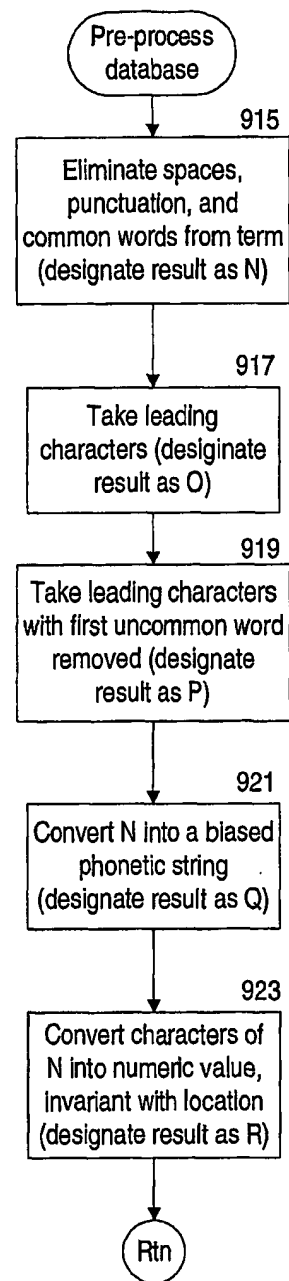 Pre-process
database
915
Eliminate spaces,
punctuation, and
common words from term
(designate result as N)
917
Take leading
characters (desiginate
result as O)
919
Take leading characters
with first uncommon word
removed (designate
result as P)
921
Convert N into a biased
phonetic string
(designate result as Q)
923
Convert characters of
N into numeric value,
invariant with location
(designate result as R)
Rtn